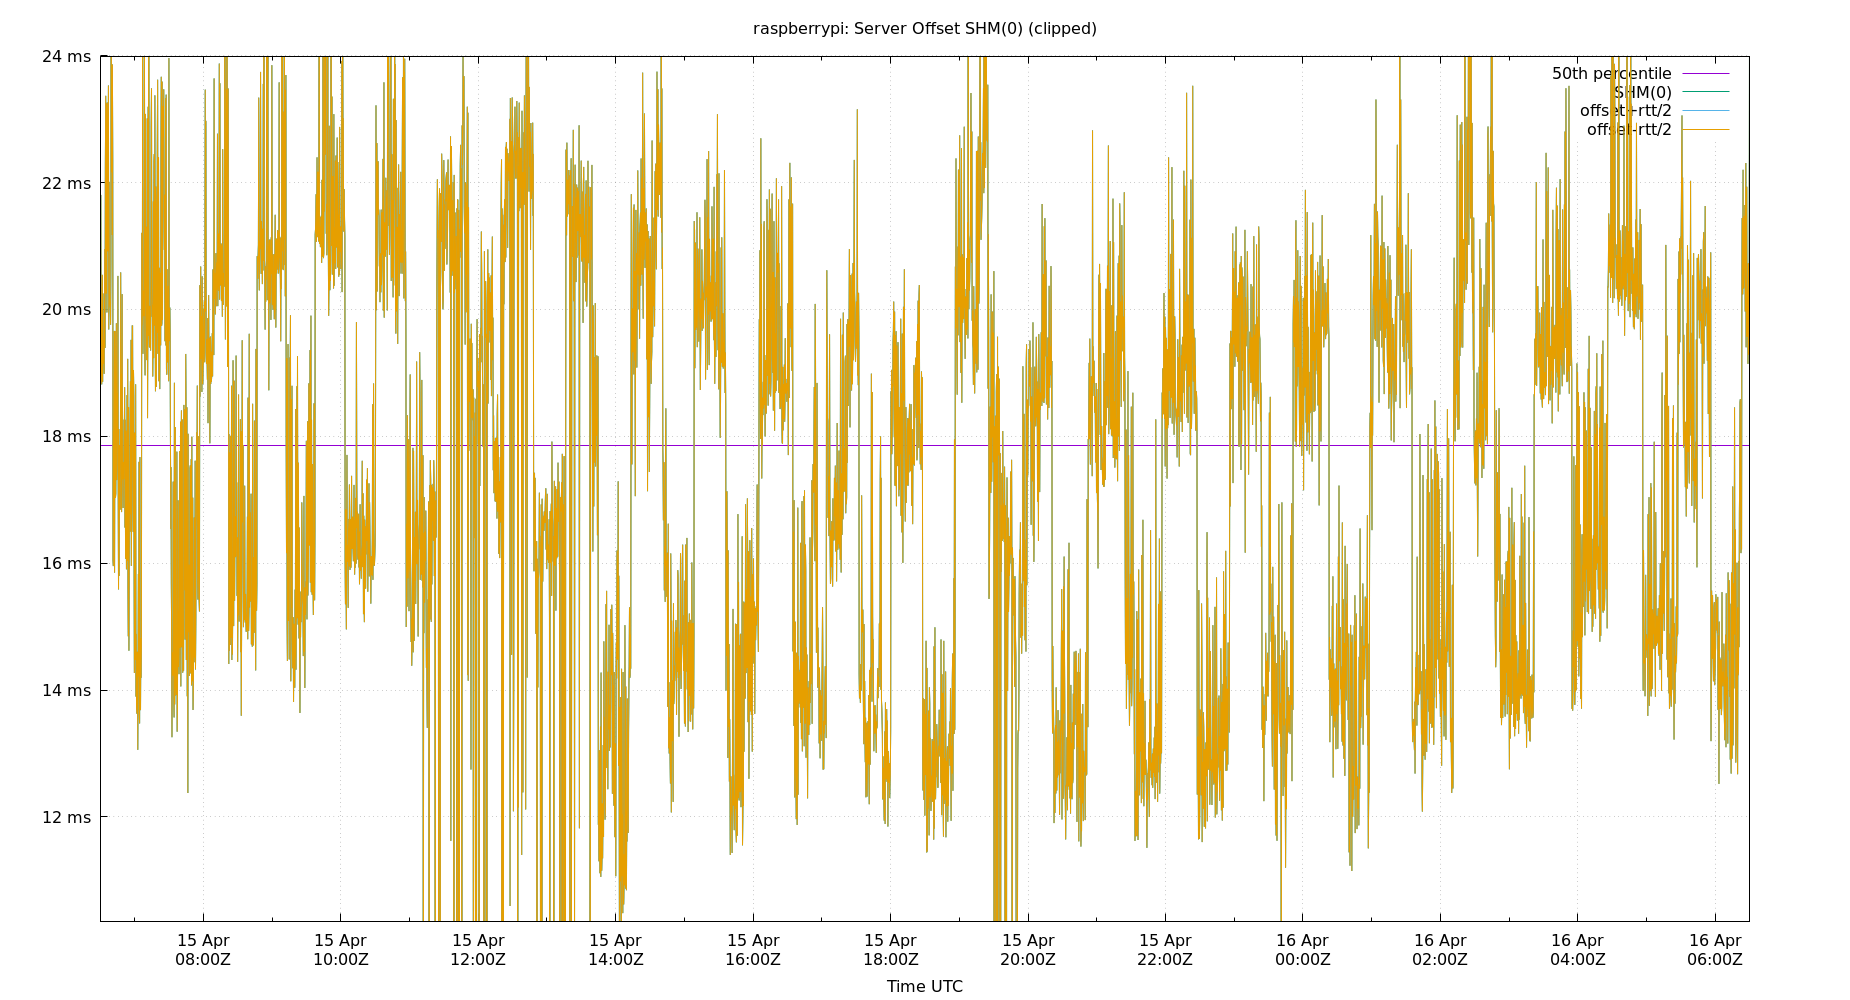 raspberrypi: Server Offset SHM(0) (clipped)
24 ms
22 ms
20 ms
18 ms
16 ms
14 ms
12 ms
50th percentile
SHM(0)
offset+rtt/2
offset-rtt/2
15 Apr 08:00Z
15 Apr 10:00Z
15 Apr 12:00Z
15 Apr 14:00Z
15 Apr 16:00Z
15 Apr 18:00Z
15 Apr 20:00Z
15 Apr 22:00Z
16 Apr 00:00Z
16 Apr 02:00Z
16 Apr 04:00Z
16 Apr 06:00Z
Time UTC